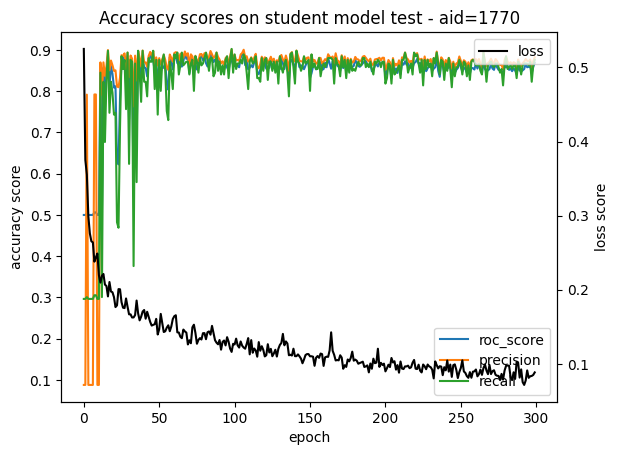 Accuracy scores on student model test - aid=1770
loss
0.9
0.8
0.7
0.6
0.5
0.4
0.3
0.2
0.1
accuracy score
0.5
0.4
0.3
0.2
0.1
loss score
roc_score
precision
recall
0
50
100
150
200
250
300
epoch